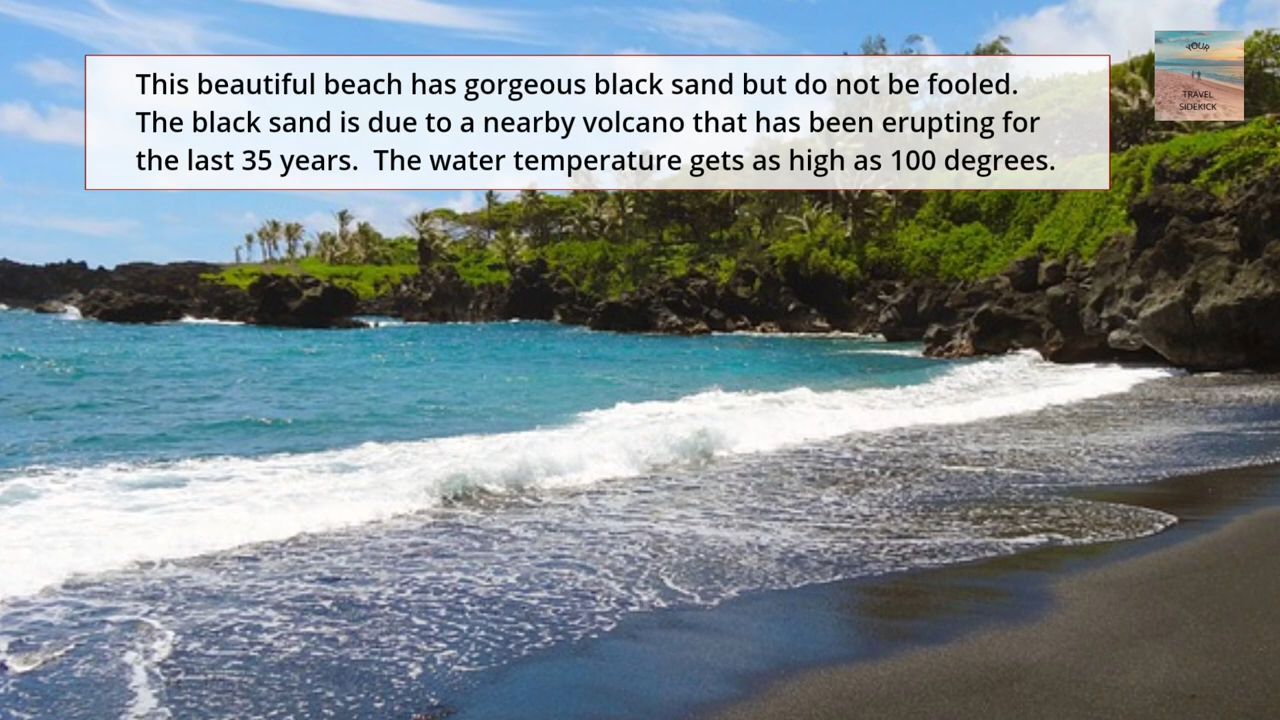 This beautiful beach has gorgeous black sand but do not be fooled.
The black sand is due to a nearby volcano that has been erupting for
the last 35 years.  The water temperature gets as high as 100 degrees.
YOUR
TRAVEL
SIDEKICK